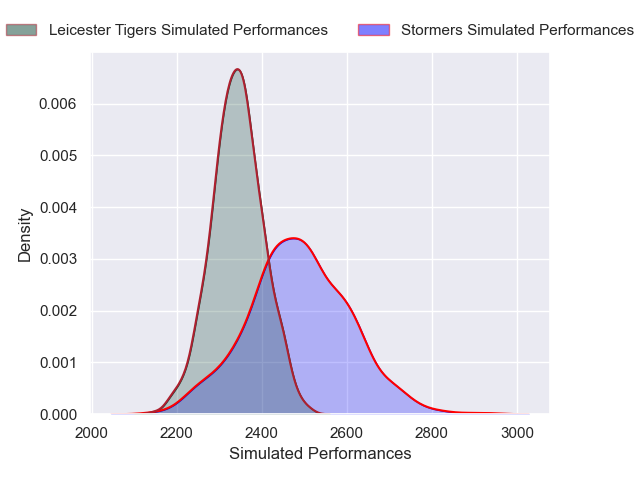 Leicester Tigers Simulated Performances
Stormers Simulated Performances
0.006
0.005
0.004
0.003
0.002
0.001
0.000
Density
2000 2200 2400 2600 2800 3000
Simulated Performances